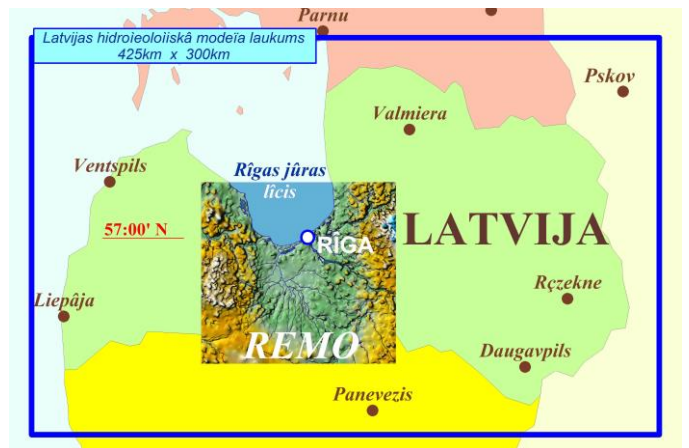 Parnu
Latvijas hidroìeoloìiskâ modeïa laukums
425km x 300km
Pskov
Valmiera
Ventspils
Rîgas jûras
lîcis
57:00' N
RÎGA
LATVIJA
Rçzekne
Liepâja
REMO
Daugavpils
Panevezis